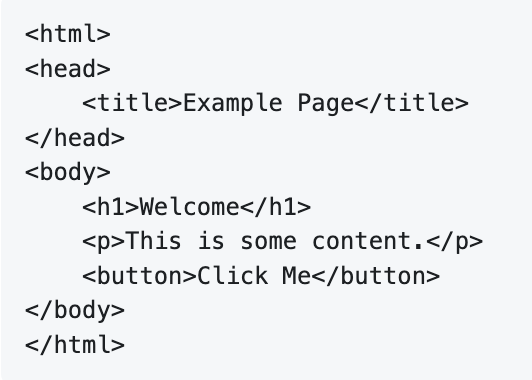 <html>
<head>
    <title>Example Page</title>
</head>
<body>
    <h1>Welcome</h1>
    <p>This is some content.</p>
    <button>Click Me</button>
</body>
</html>